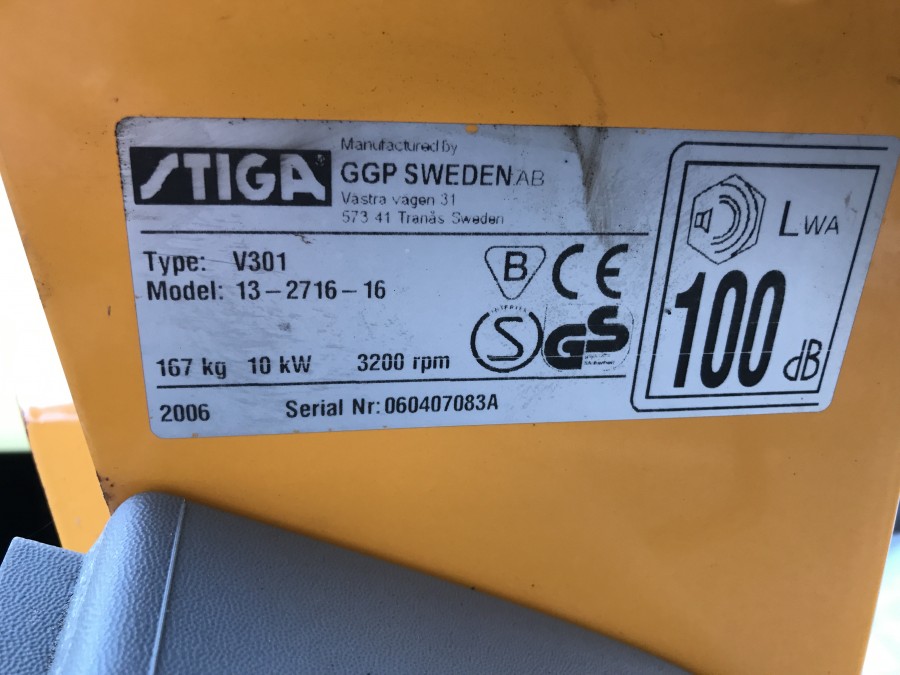 STIGA
Manufactured by
GGP SWEDEN AB
Västra vägen 31
573 41 Tranås Sweden
Type: V301
Model: 13-2716-16
B CE
INTERTEK
S
GS
167 kg 10 kW 3200 rpm
2006 Serial Nr: 060407083A
LWA
100
dB